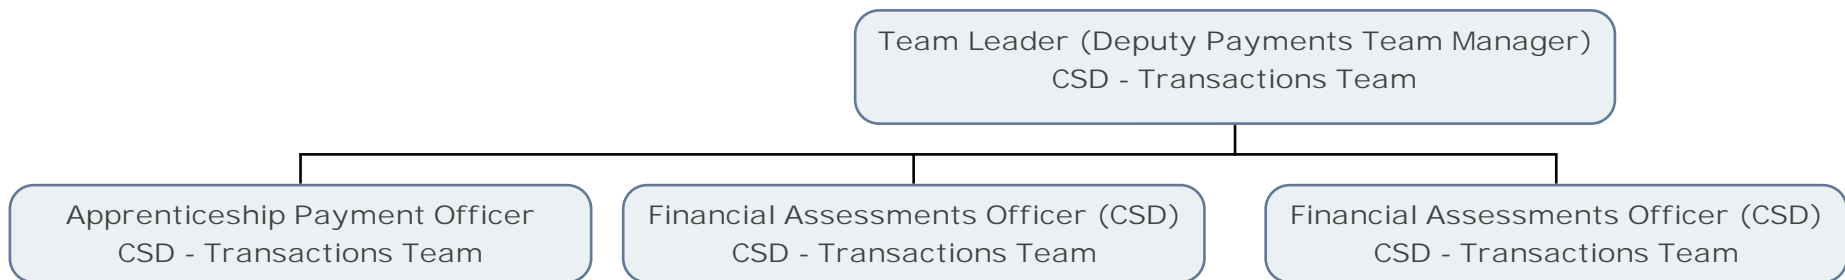 Team Leader (Deputy Payments Team Manager)
CSD - Transactions Team
Apprenticeship Payment Officer
CSD - Transactions Team
Financial Assessments Officer (CSD)
CSD - Transactions Team
Financial Assessments Officer (CSD)
CSD - Transactions Team